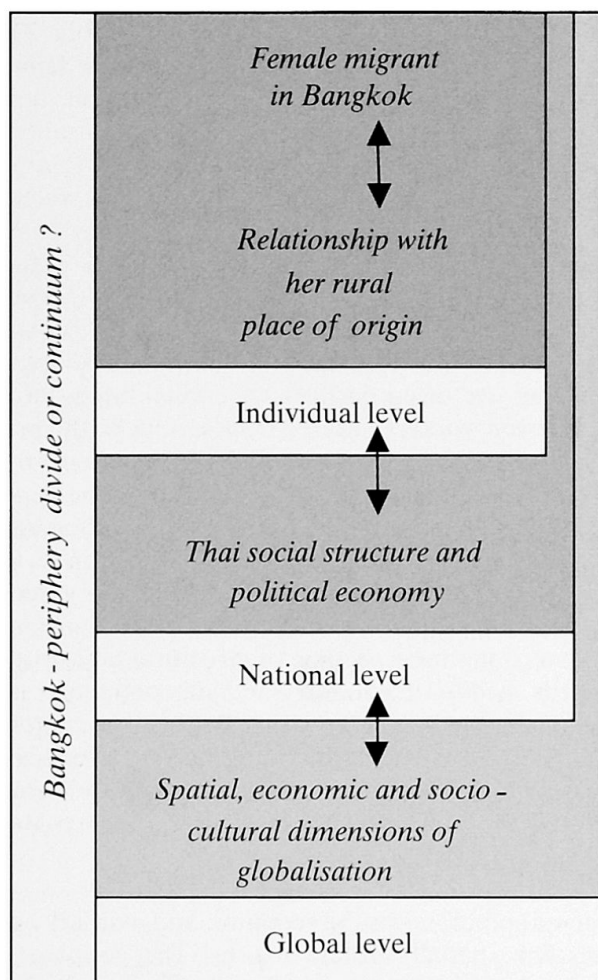 Bangkok - periphery divide or continuum ?
Female migrant
in Bangkok
Relationship with
her rural
place of origin
Individual level
Thai social structure and
political economy
National level
Spatial, economic and socio -
cultural dimensions of
globalisation
Global level